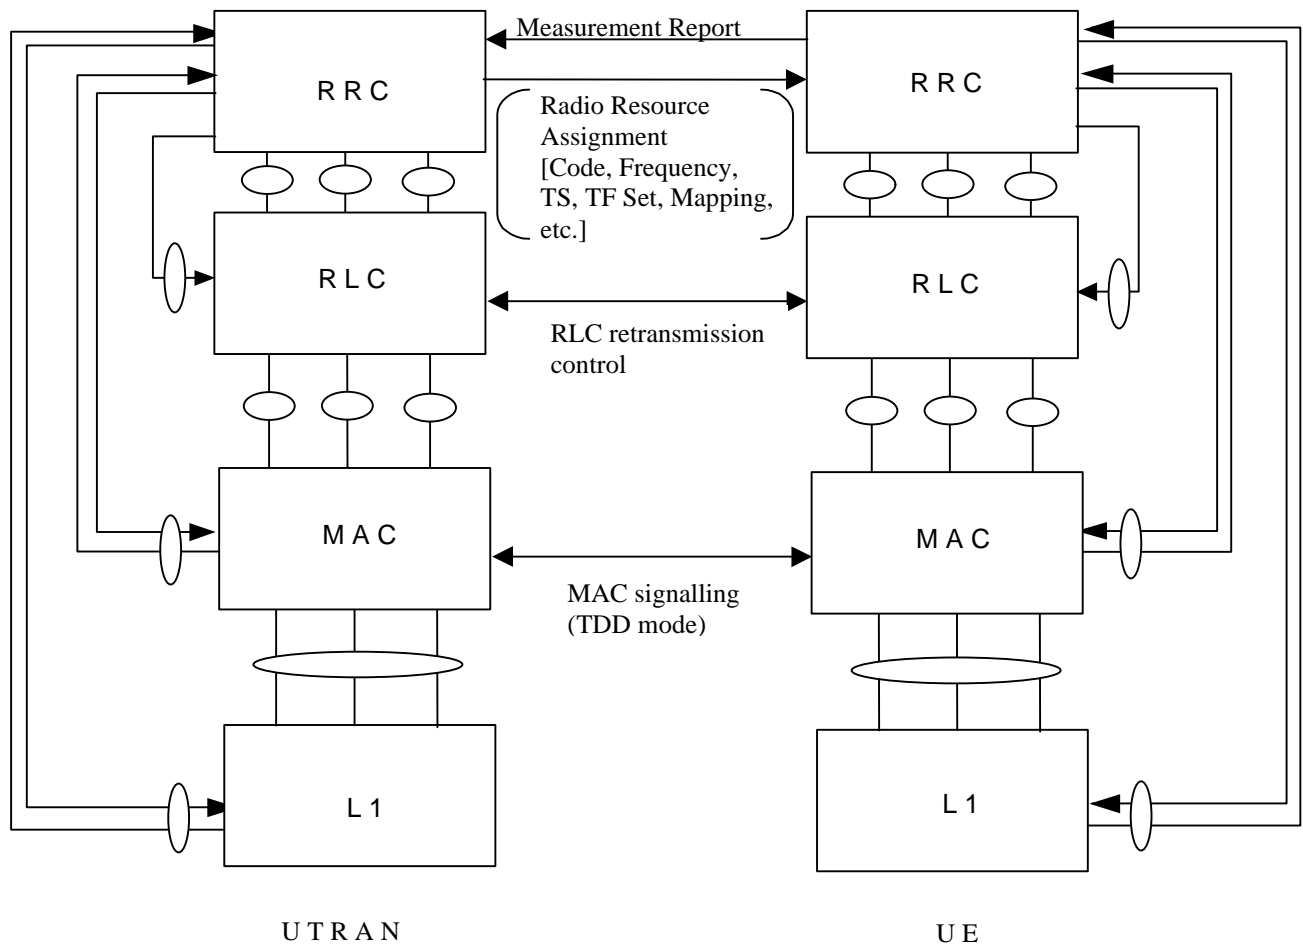 Measurement Report
R R C
R R C
Radio Resource
Assignment
[Code, Frequency,
TS, TF Set, Mapping,
etc.]
R L C
R L C
RLC retransmission
control
M A C
M A C
MAC signalling
(TDD mode)
L 1
L 1
U T R A N
U E